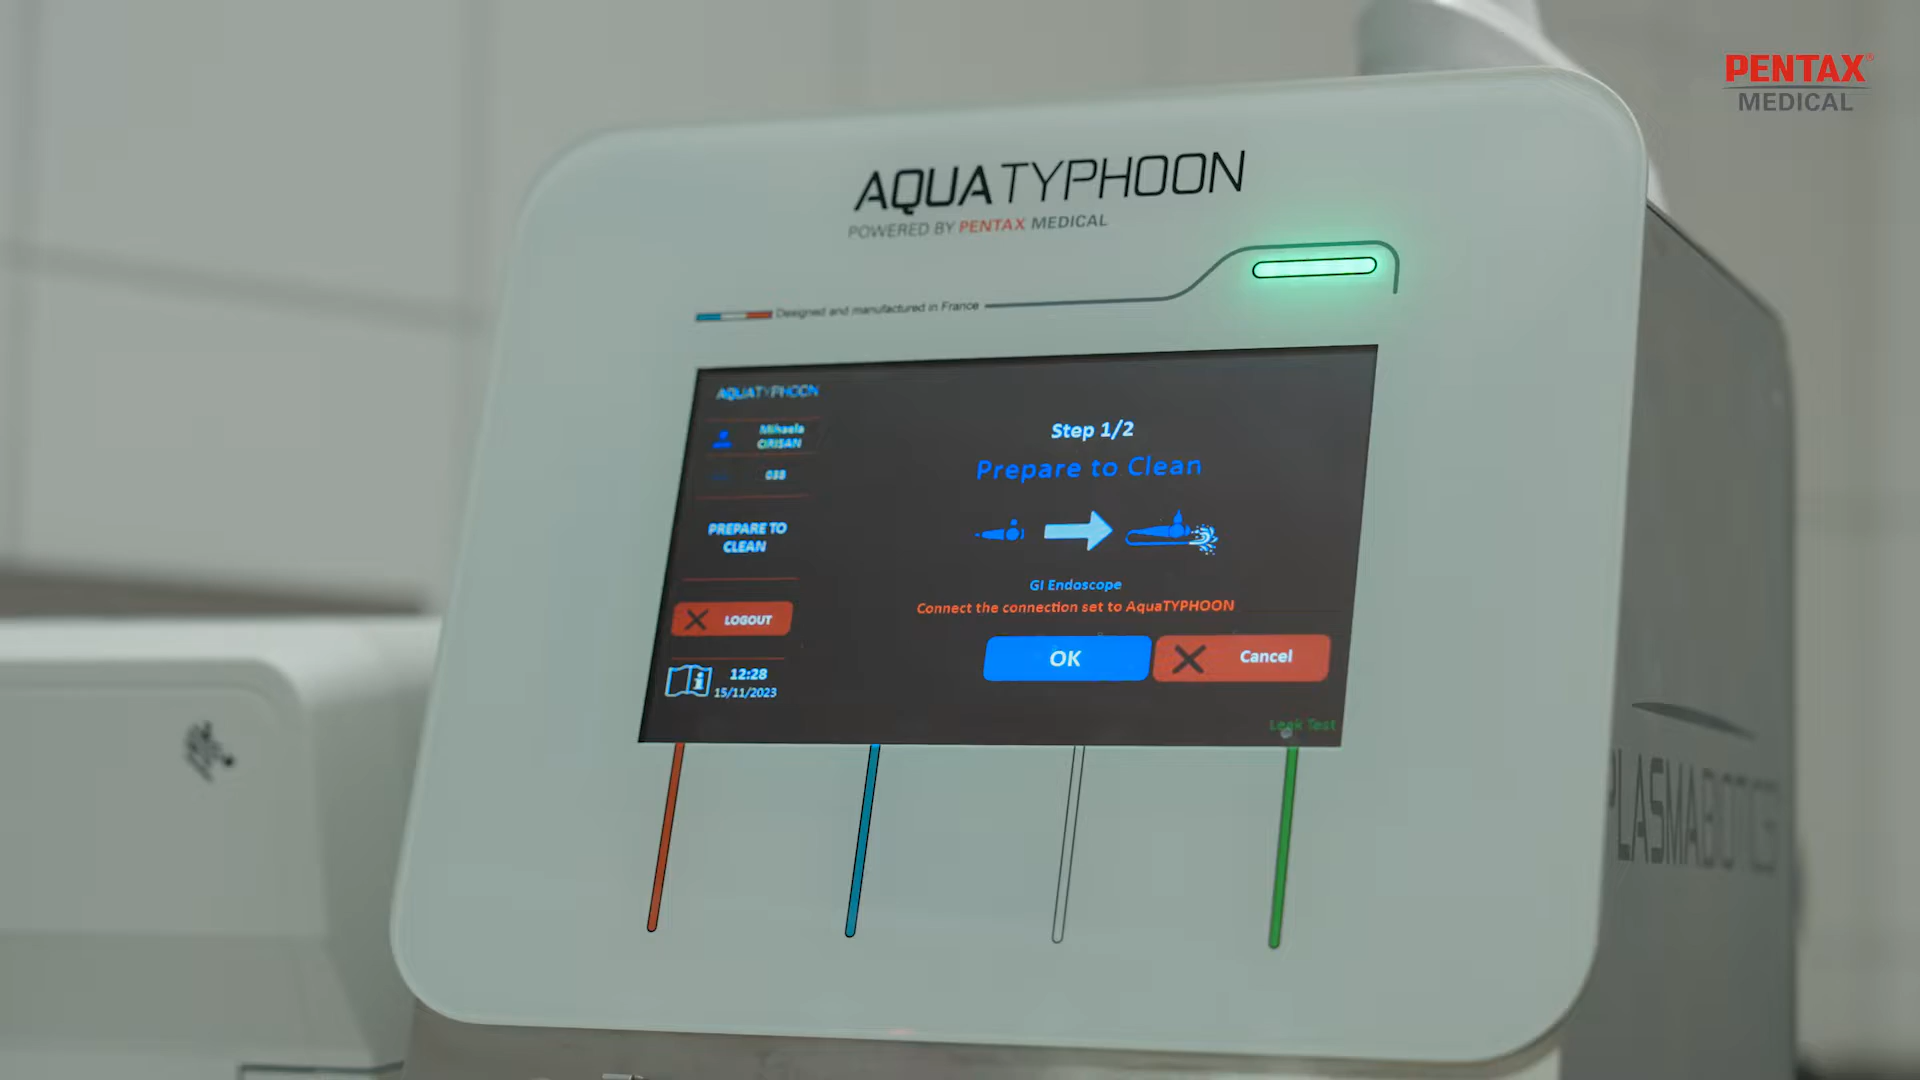 PENTAX®
MEDICAL
AQUATYPHOON
POWERED BY PENTAX MEDICAL
Designed and manufactured in France
AQUATYPHOON
Mihaela
CIRISAN
038
PREPARE TO
CLEAN
LOGOUT
12:28
15/11/2023
Step 1/2
Prepare to Clean
GI Endoscope
Connect the connection set to AquaTYPHOON
OK
Cancel
Leak Test
PLASMABIOTICS